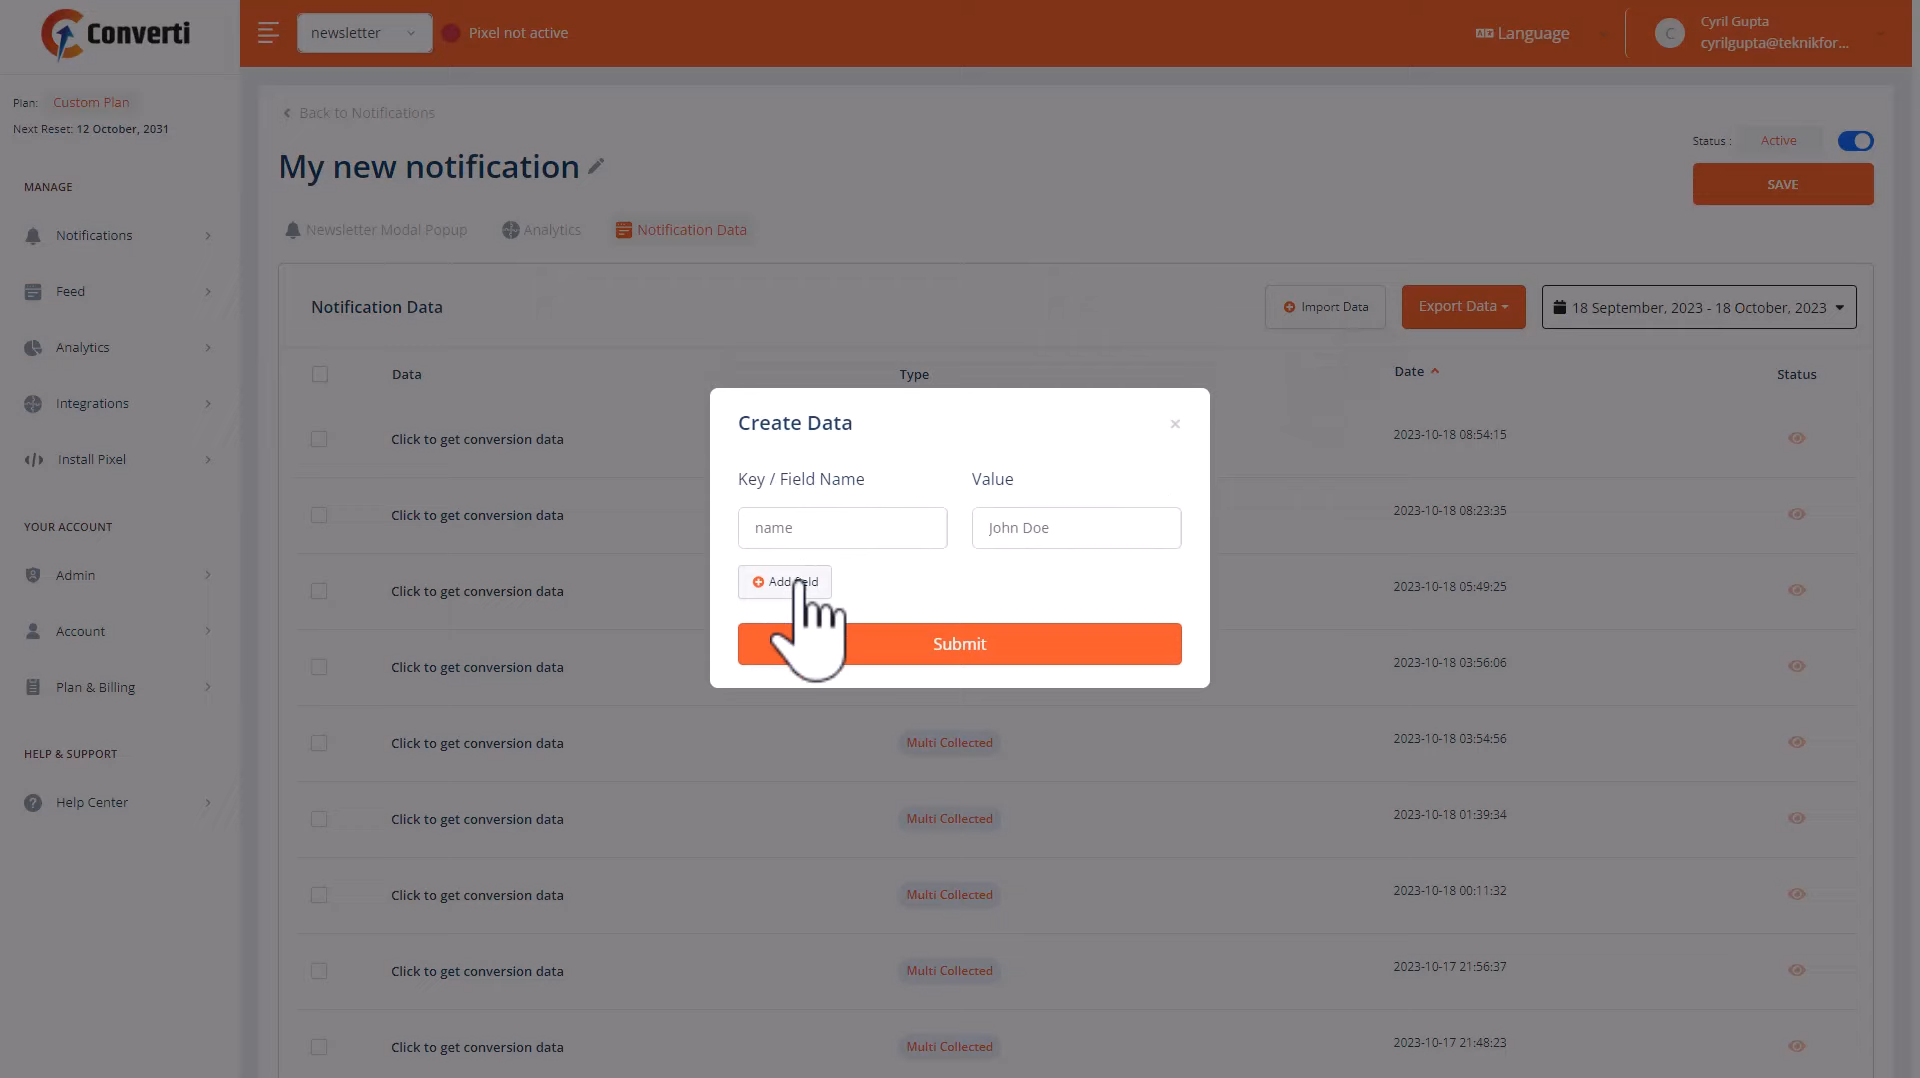 Converti
newsletter
Pixel not active
Language
C
Cyril Gupta
cyrilgupta@teknikfor...
Plan: Custom Plan
Next Reset: 12 October, 2031
MANAGE
Notifications
Feed
Analytics
Integrations
Install Pixel
YOUR ACCOUNT
Admin
Account
Plan & Billing
HELP & SUPPORT
Help Center
Back to Notifications
My new notification
Status : Active
SAVE
Newsletter Modal Popup Analytics Notification Data
Notification Data
Import Data
Export Data
18 September, 2023 - 18 October, 2023
Data Type Date Status
Click to get conversion data 2023-10-18 08:54:15
Click to get conversion data 2023-10-18 08:23:35
Click to get conversion data 2023-10-18 05:49:25
Click to get conversion data 2023-10-18 03:56:06
Click to get conversion data Multi Collected 2023-10-18 03:54:56
Click to get conversion data Multi Collected 2023-10-18 01:39:34
Click to get conversion data Multi Collected 2023-10-18 00:11:32
Click to get conversion data Multi Collected 2023-10-17 21:56:37
Click to get conversion data Multi Collected 2023-10-17 21:48:23
Create Data
×
Key / Field Name Value
name John Doe
Add field
Submit